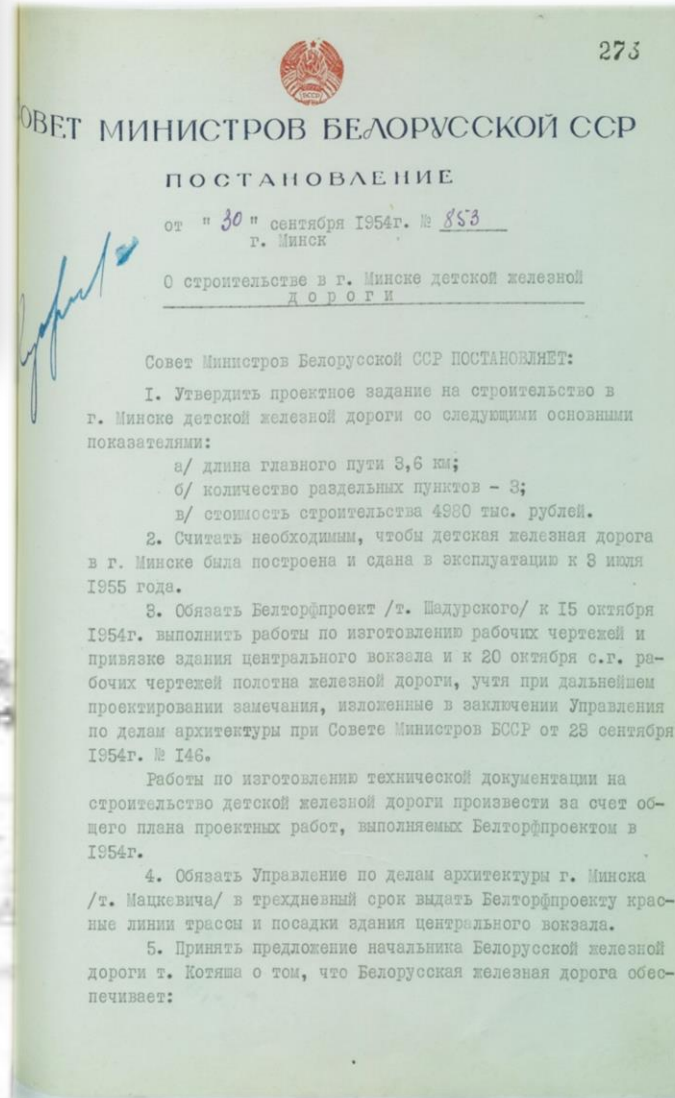 273
БССР
ОВЕТ МИНИСТРОВ БЕЛОРУССКОЙ ССР
ПОСТАНОВЛЕНИЕ
от " 30 " сентября 1954г. № 853
г. Минск
О строительстве в г. Минске детской железной
дороги
Совет Министров Белорусской ССР ПОСТАНОВЛЯЕТ:
1. Утвердить проектное задание на строительство в
г. Минске детской железной дороги со следующими основными
показателями:
а/ длина главного пути 3,6 км;
б/ количество раздельных пунктов – 3;
в/ стоимость строительства 4980 тыс. рублей.
2. Считать необходимым, чтобы детская железная дорога
в г. Минске была построена и сдана в эксплуатацию к 3 июля
1955 года.
3. Обязать Белторфпроект /т. Шадурского/ к 15 октября
1954г. выполнить работы по изготовлению рабочих чертежей и
привязке здания центрального вокзала и к 20 октября с.г. ра-
бочих чертежей полотна железной дороги, учтя при дальнейшем
проектировании замечания, изложенные в заключении Управления
по делам архитектуры при Совете Министров БССР от 23 сентября
1954г. № 146.
Работы по изготовлению технической документации на
строительство детской железной дороги произвести за счет об-
щего плана проектных работ, выполняемых Белторфпроектом в
1954г.
4. Обязать Управление по делам архитектуры г. Минска
/т. Мацкевича/ в трехдневный срок выдать Белторфпроекту крас-
ные линии трассы и посадки здания центрального вокзала.
5. Принять предложение начальника Белорусской железной
дороги т. Котяша о том, что Белорусская железная дорога обес-
печивает: